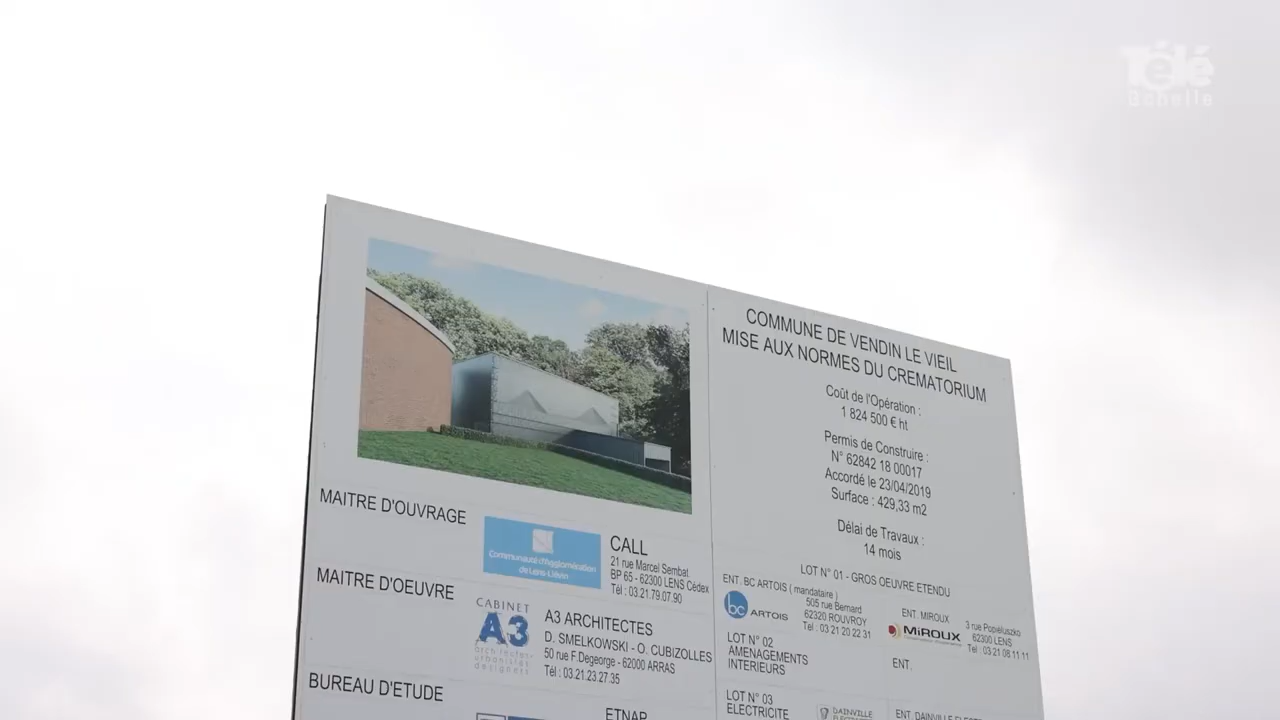 Télé
Gohelle
COMMUNE DE VENDIN LE VIEIL
MISE AUX NORMES DU CREMATORIUM
Coût de l'Opération :
1 824 500 € ht
Permis de Construire :
N° 62842 18 00017
Accordé le 23/04/2019
Surface : 429,33 m2
Délai de Travaux :
14 mois
MAITRE D'OUVRAGE
Communauté d'Agglomération
de Lens-Liévin
CALL
21 rue Marcel Sembat
BP 65 - 62300 LENS Cédex
Tél : 03.21.79.07.90
MAITRE D'OEUVRE
CABINET
A3
architectes
urbanistes
designers
A3 ARCHITECTES
D. SMELKOWSKI - O. CUBIZOLLES
50 rue F.Degeorge - 62000 ARRAS
Tél : 03.21.23.27.35
BUREAU D'ETUDE
ETNAP
LOT N° 01 - GROS OEUVRE ETENDU
ENT. BC ARTOIS ( mandataire )
bc ARTOIS
505 rue Bernard
62320 ROUVROY
Tel : 03 21 20 22 31
ENT. MIROUX
MiROUX
3 rue Popiéluszko
62300 LENS
Tel : 03 21 08 11 11
LOT N° 02
AMENAGEMENTS
INTERIEURS
ENT.
LOT N° 03
ELECTRICITE
DAINVILLE
ENT. DAINVILLE